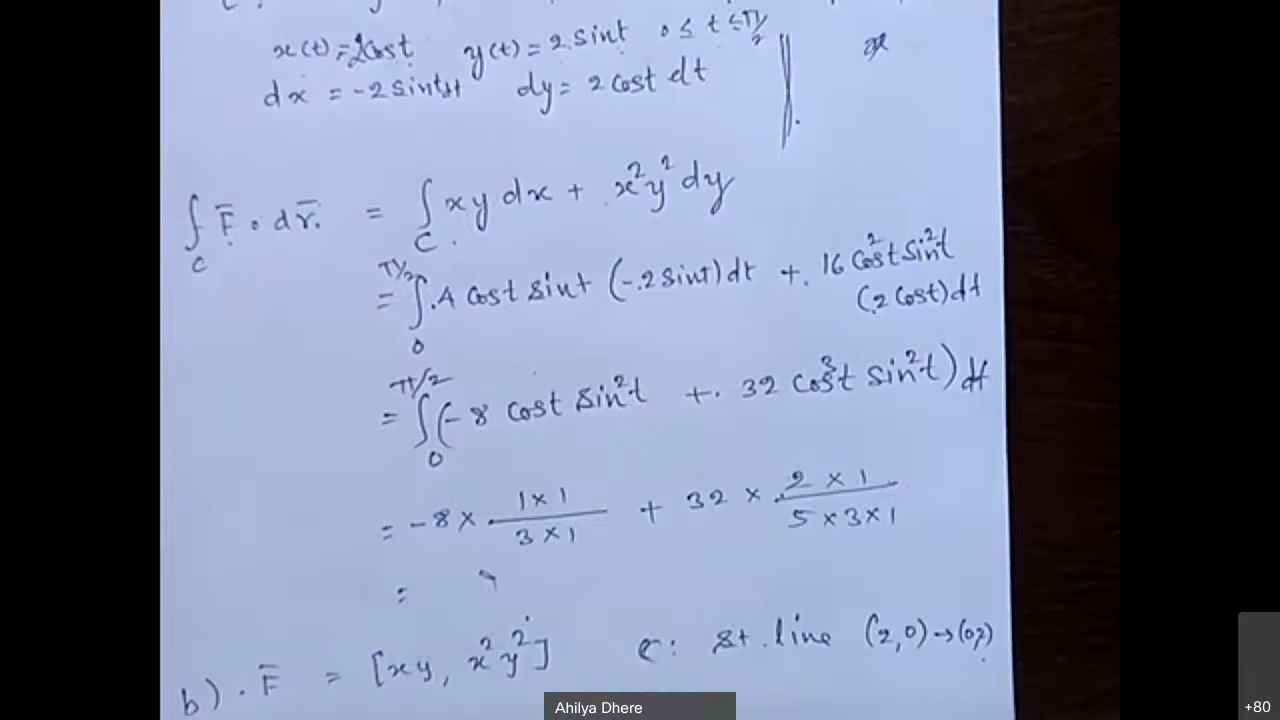 x(t) = 2cost y(t) = 2 sint 0 ≤ t ≤ π/2
dx = -2 sint dt dy = 2 cost dt
∫_C F̄ · dr̄. = ∫_C xy dx + x²y² dy
= ∫_0^{π/2} 4 cost sint (-2 sint) dt + 16 cos²t sin²t
(2 cost) dt
= ∫_0^{π/2} (-8 cost sin²t + 32 cos³t sin²t) dt
= -8 × (1×1)/(3×1) + 32 × (2×1)/(5×3×1)
=
b) . F̄ = [xy, x²y²] C: st. line (2,0)→(0,2)
Ahilya Dhere
+80